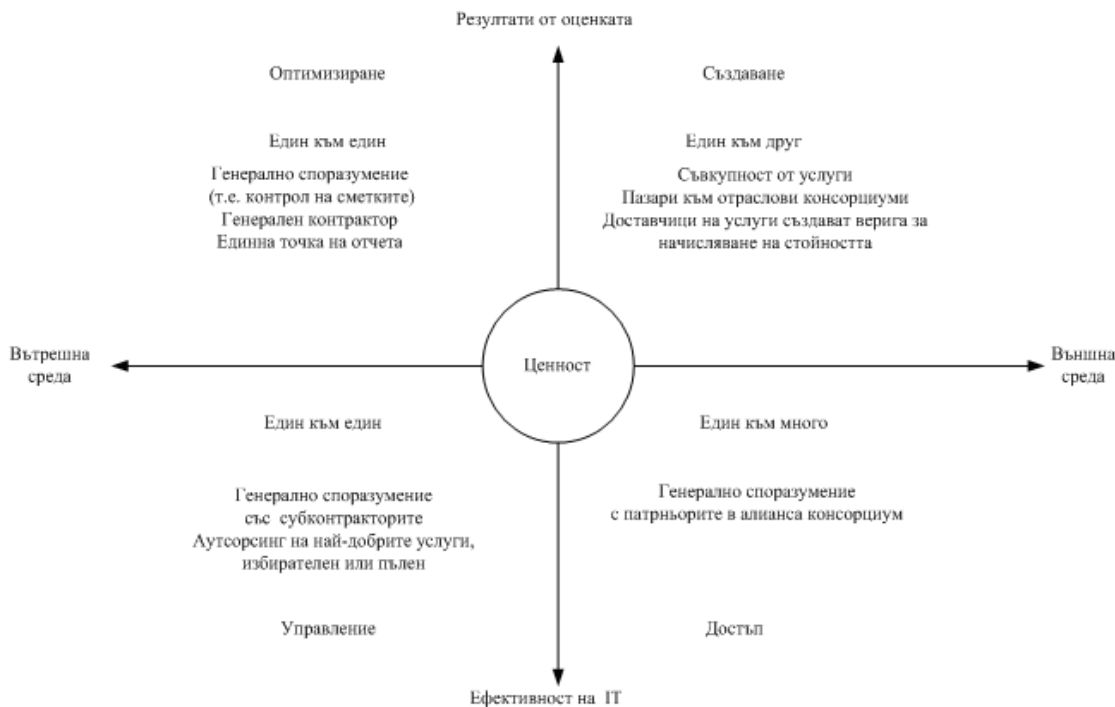 Резултати от оценката
Оптимизиране
Създаване
Един към един
Един към друг
Генерално споразумение
(т.е. контрол на сметките)
Генерален контрактор
Единна точка на отчета
Съвкупност от услуги
Пазари към отраслови консорциуми
Доставчици на услуги създават верига за
начисляване на стойността
Вътрешна
среда
Ценност
Външна
среда
Един към един
Един към много
Генерално споразумение
със субконтракторите
Аутсорсинг на най-добрите услуги,
избирателен или пълен
Генерално споразумение
с патрньорите в алианса консорциум
Управление
Достъп
Ефективност на IT